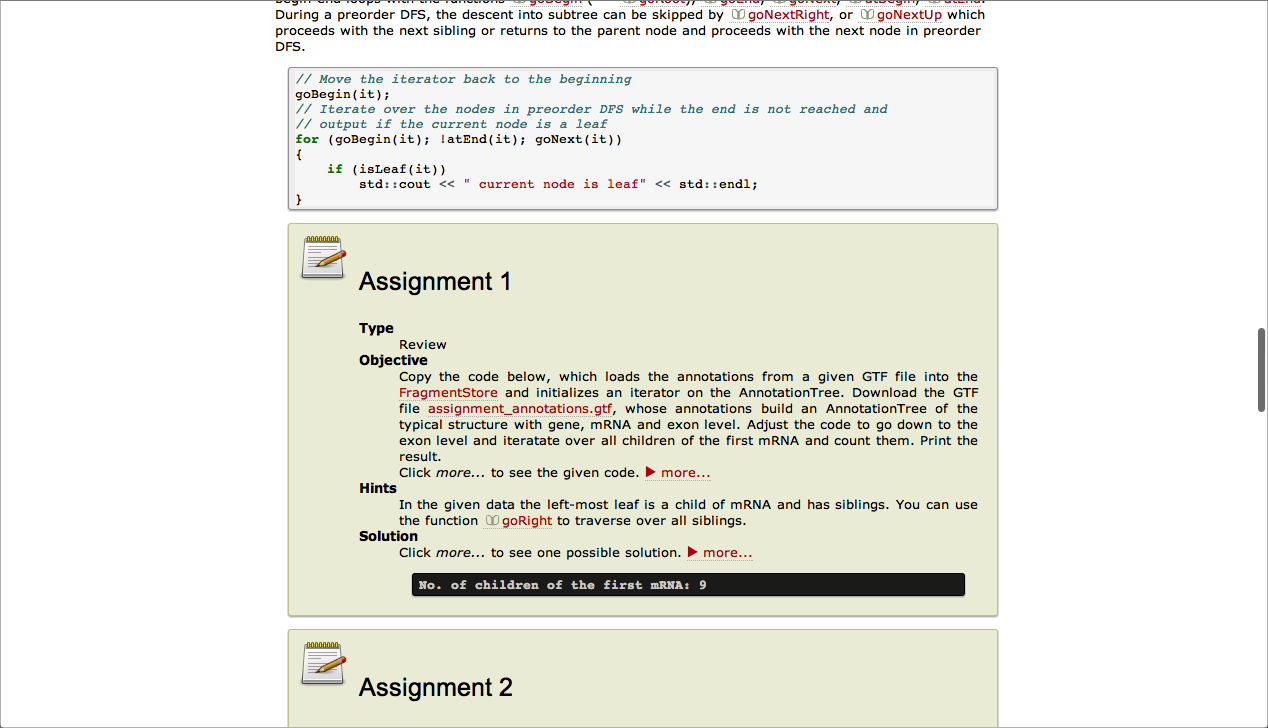 During a preorder DFS, the descent into subtree can be skipped by goNextRight, or goNextUp which
proceeds with the next sibling or returns to the parent node and proceeds with the next node in preorder
DFS.
// Move the iterator back to the beginning
goBegin(it);
// Iterate over the nodes in preorder DFS while the end is not reached and
// output if the current node is a leaf
for (goBegin(it); !atEnd(it); goNext(it))
{
    if (isLeaf(it))
        std::cout << " current node is leaf" << std::endl;
}
Assignment 1
Type
Review
Objective
Copy the code below, which loads the annotations from a given GTF file into the
FragmentStore and initializes an iterator on the AnnotationTree. Download the GTF
file assignment_annotations.gtf, whose annotations build an AnnotationTree of the
typical structure with gene, mRNA and exon level. Adjust the code to go down to the
exon level and iteratate over all children of the first mRNA and count them. Print the
result.
Click more... to see the given code. ▶ more...
Hints
In the given data the left-most leaf is a child of mRNA and has siblings. You can use
the function goRight to traverse over all siblings.
Solution
Click more... to see one possible solution. ▶ more...
No. of children of the first mRNA: 9
Assignment 2